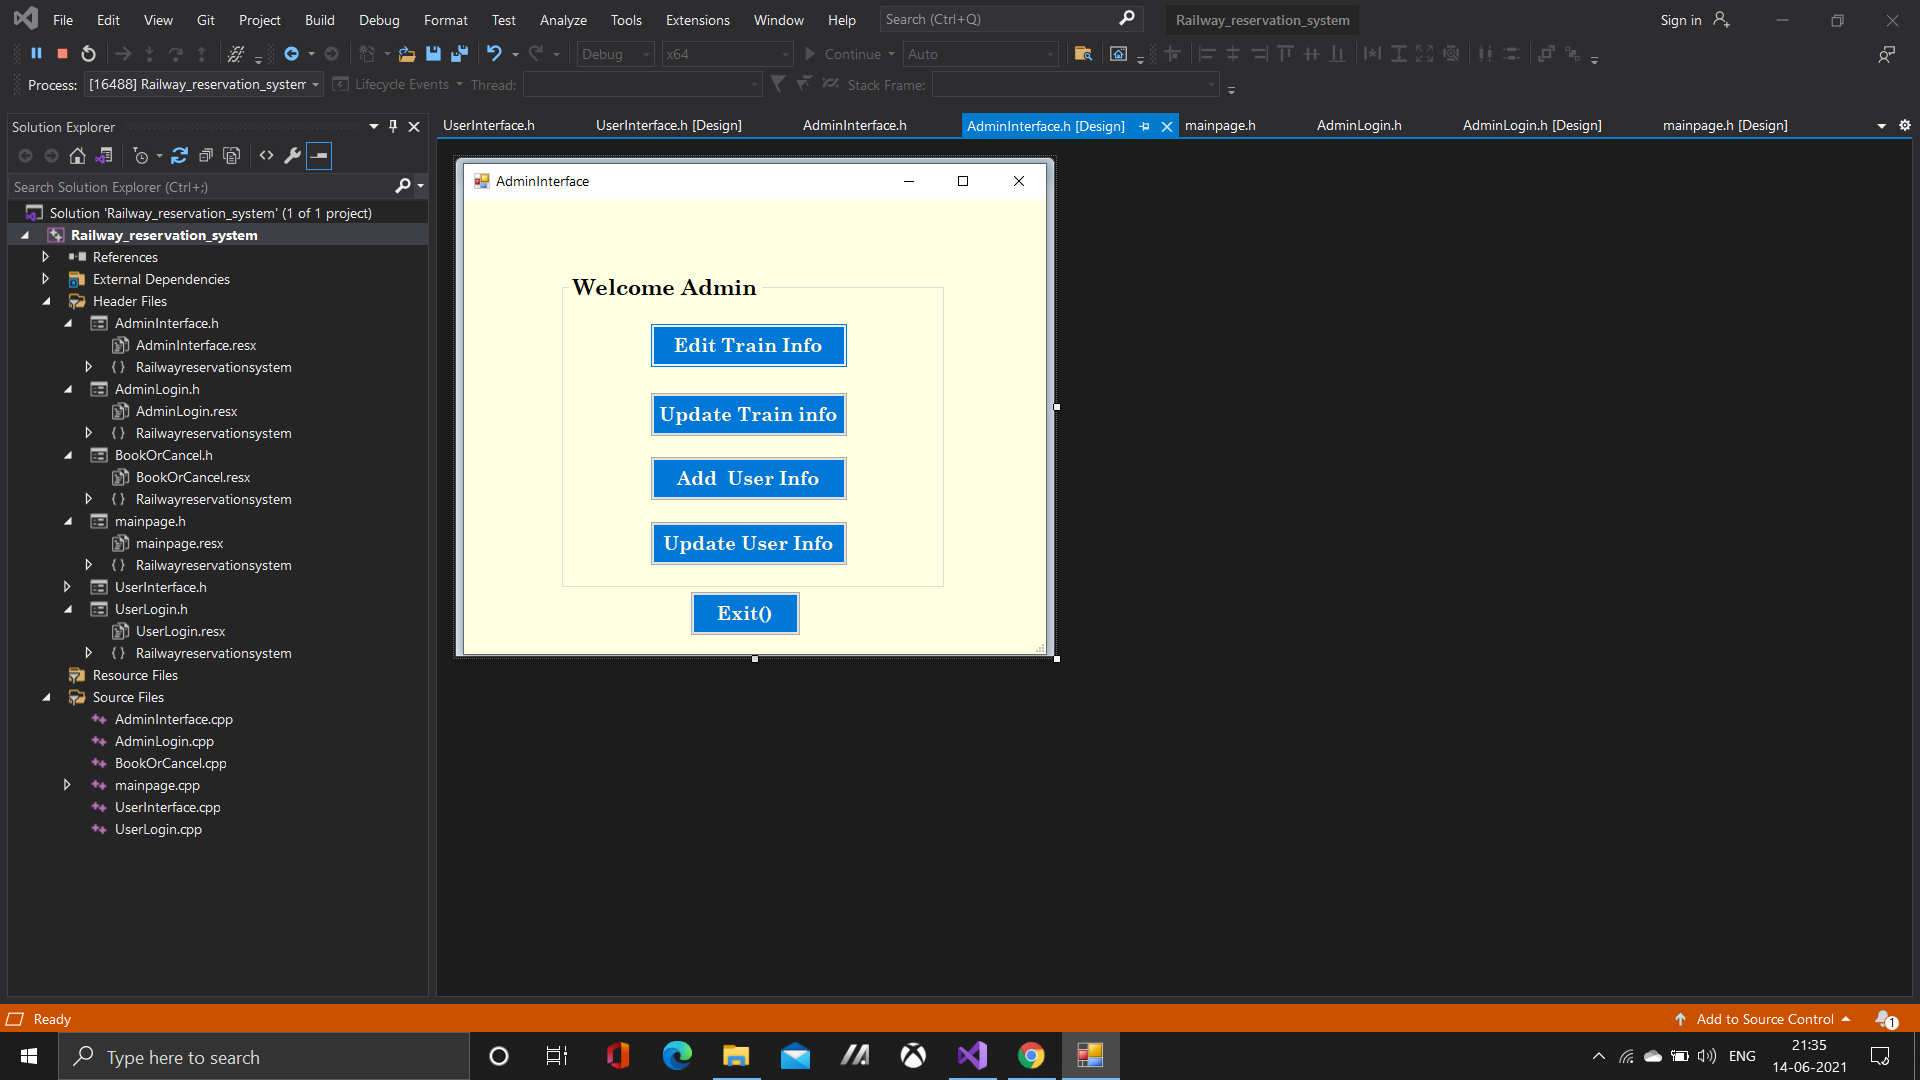 File Edit View Git Project Build Debug Format Test Analyze Tools Extensions Window Help Search (Ctrl+Q) Railway_reservation_system Sign in
Debug x64 Continue Auto
Process: [16488] Railway_reservation_system Lifecycle Events Thread: Stack Frame:
Solution Explorer
UserInterface.h UserInterface.h [Design] AdminInterface.h AdminInterface.h [Design] mainpage.h AdminLogin.h AdminLogin.h [Design] mainpage.h [Design]
Search Solution Explorer (Ctrl+;)
Solution 'Railway_reservation_system' (1 of 1 project)
Railway_reservation_system
References
External Dependencies
Header Files
AdminInterface.h
AdminInterface.resx
Railwayreservationsystem
AdminLogin.h
AdminLogin.resx
Railwayreservationsystem
BookOrCancel.h
BookOrCancel.resx
Railwayreservationsystem
mainpage.h
mainpage.resx
Railwayreservationsystem
UserInterface.h
UserLogin.h
UserLogin.resx
Railwayreservationsystem
Resource Files
Source Files
AdminInterface.cpp
AdminLogin.cpp
BookOrCancel.cpp
mainpage.cpp
UserInterface.cpp
UserLogin.cpp
AdminInterface
Welcome Admin
Edit Train Info
Update Train info
Add  User Info
Update User Info
Exit()
Ready Add to Source Control 1
Type here to search ENG 21:35
14-06-2021